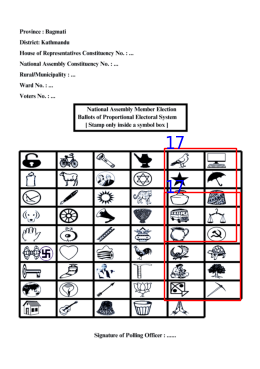 Province : Bagmati
District: Kathmandu
House of Representatives Constituency No. : ...
National Assembly Constituency No. : ...
Rural/Municipality : ...
Ward No. : ...
Voters No. : ...
National Assembly Member Election
Ballots of Proportional Electoral System
[ Stamp only inside a symbol box ]
17
17
Signature of Polling Officer : ......